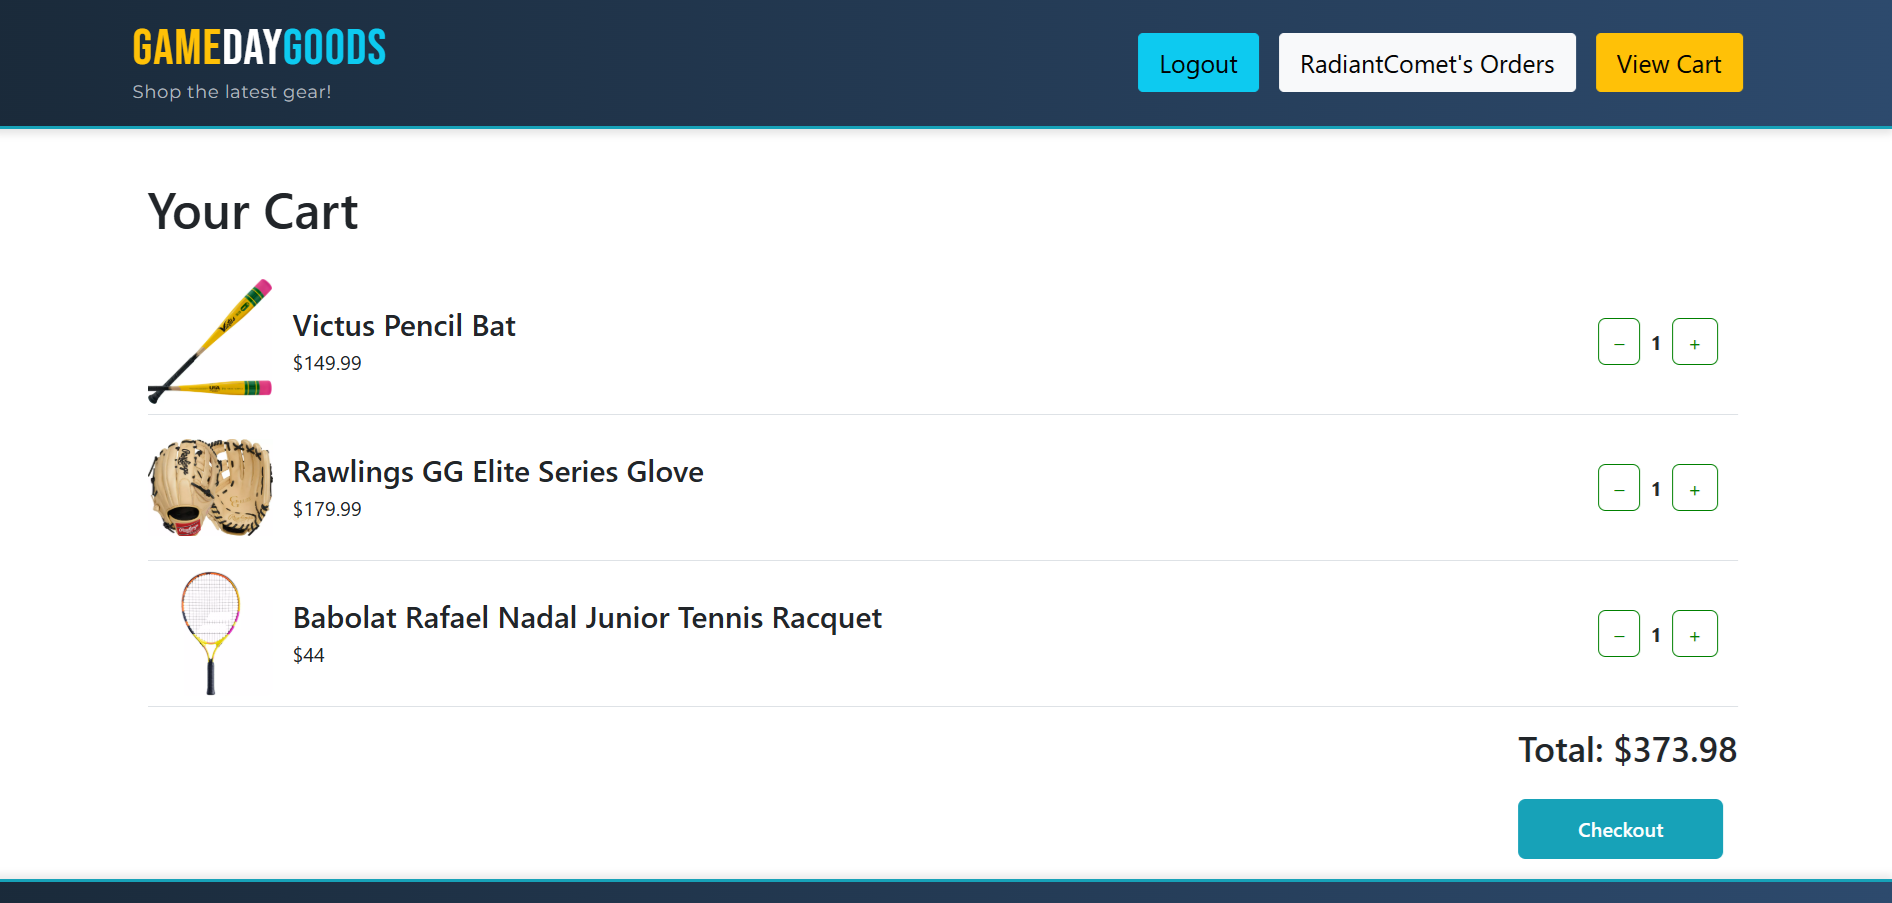 GAMEDAYGOODS
Shop the latest gear!
Logout
RadiantComet's Orders
View Cart
Your Cart
Victus Pencil Bat
$149.99
– 1 +
Rawlings GG Elite Series Glove
$179.99
– 1 +
Babolat Rafael Nadal Junior Tennis Racquet
$44
– 1 +
Total: $373.98
Checkout